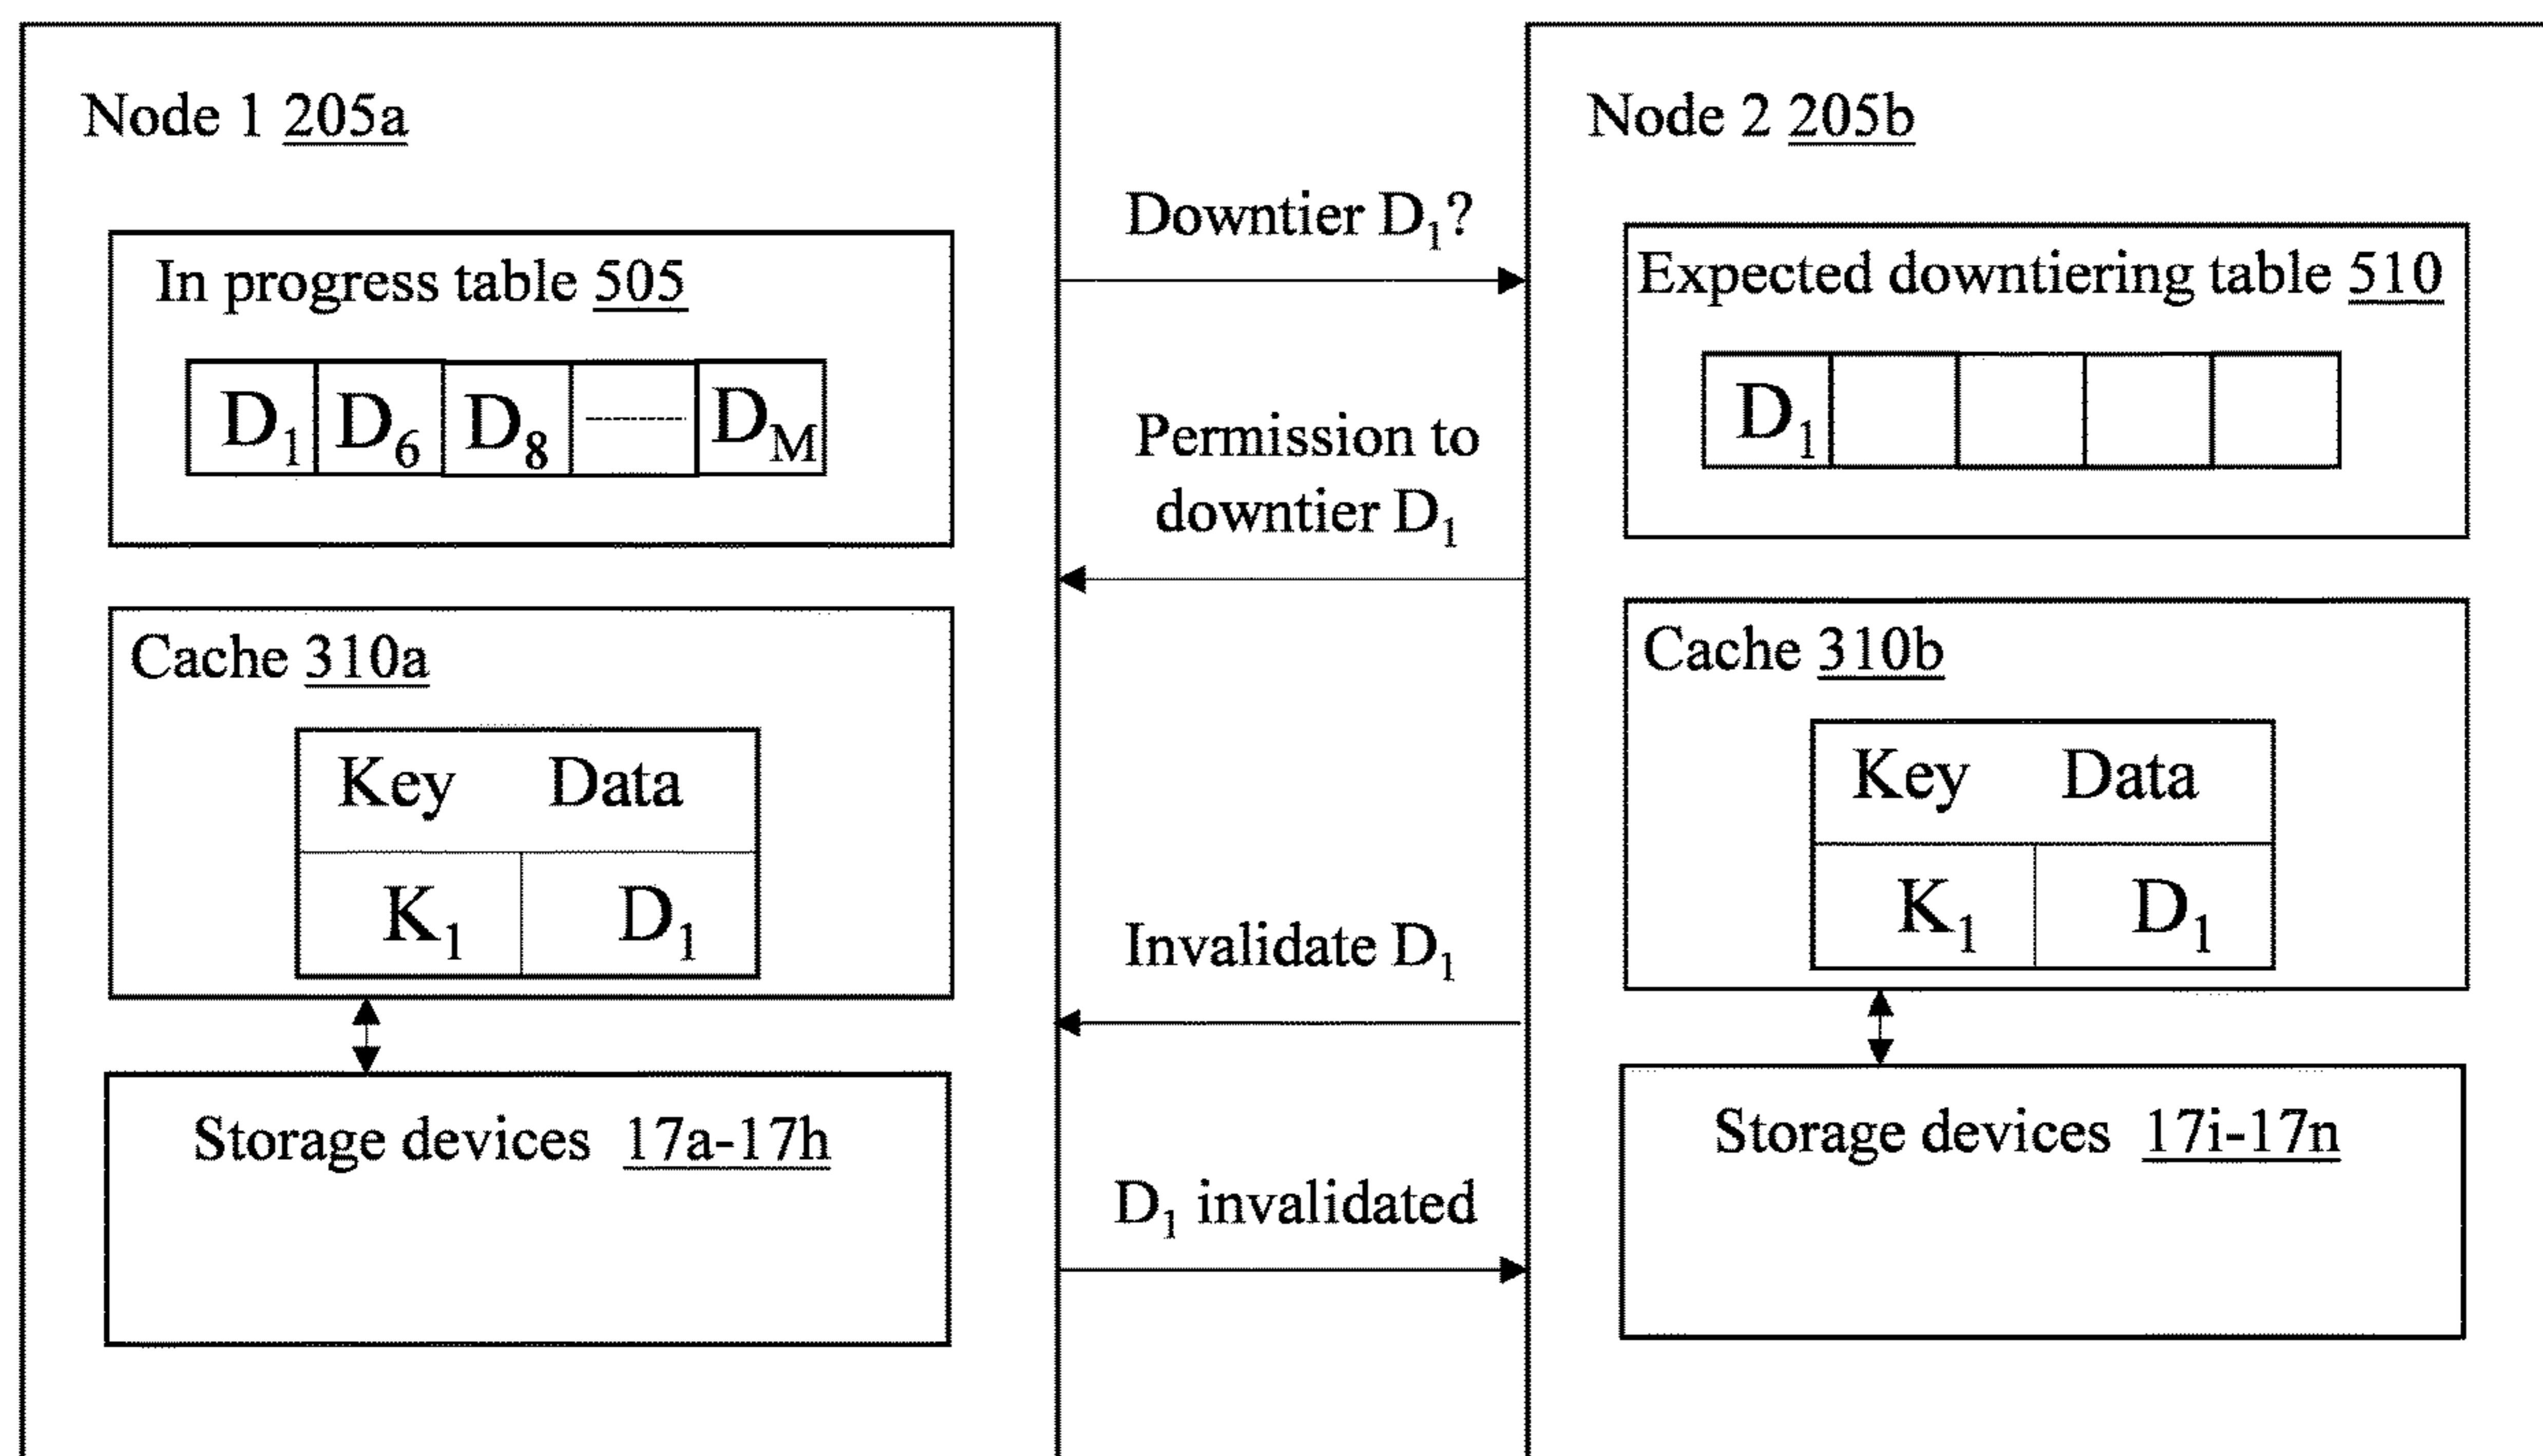 Node 1 205a
In progress table 505
D₁ D₆ D₈ D_M
Cache 310a
Key Data
K₁ D₁
Storage devices 17a-17h
Downtier D₁?
Permission to
downtier D₁
Invalidate D₁
D₁ invalidated
Node 2 205b
Expected downtiering table 510
D₁
Cache 310b
Key Data
K₁ D₁
Storage devices 17i-17n